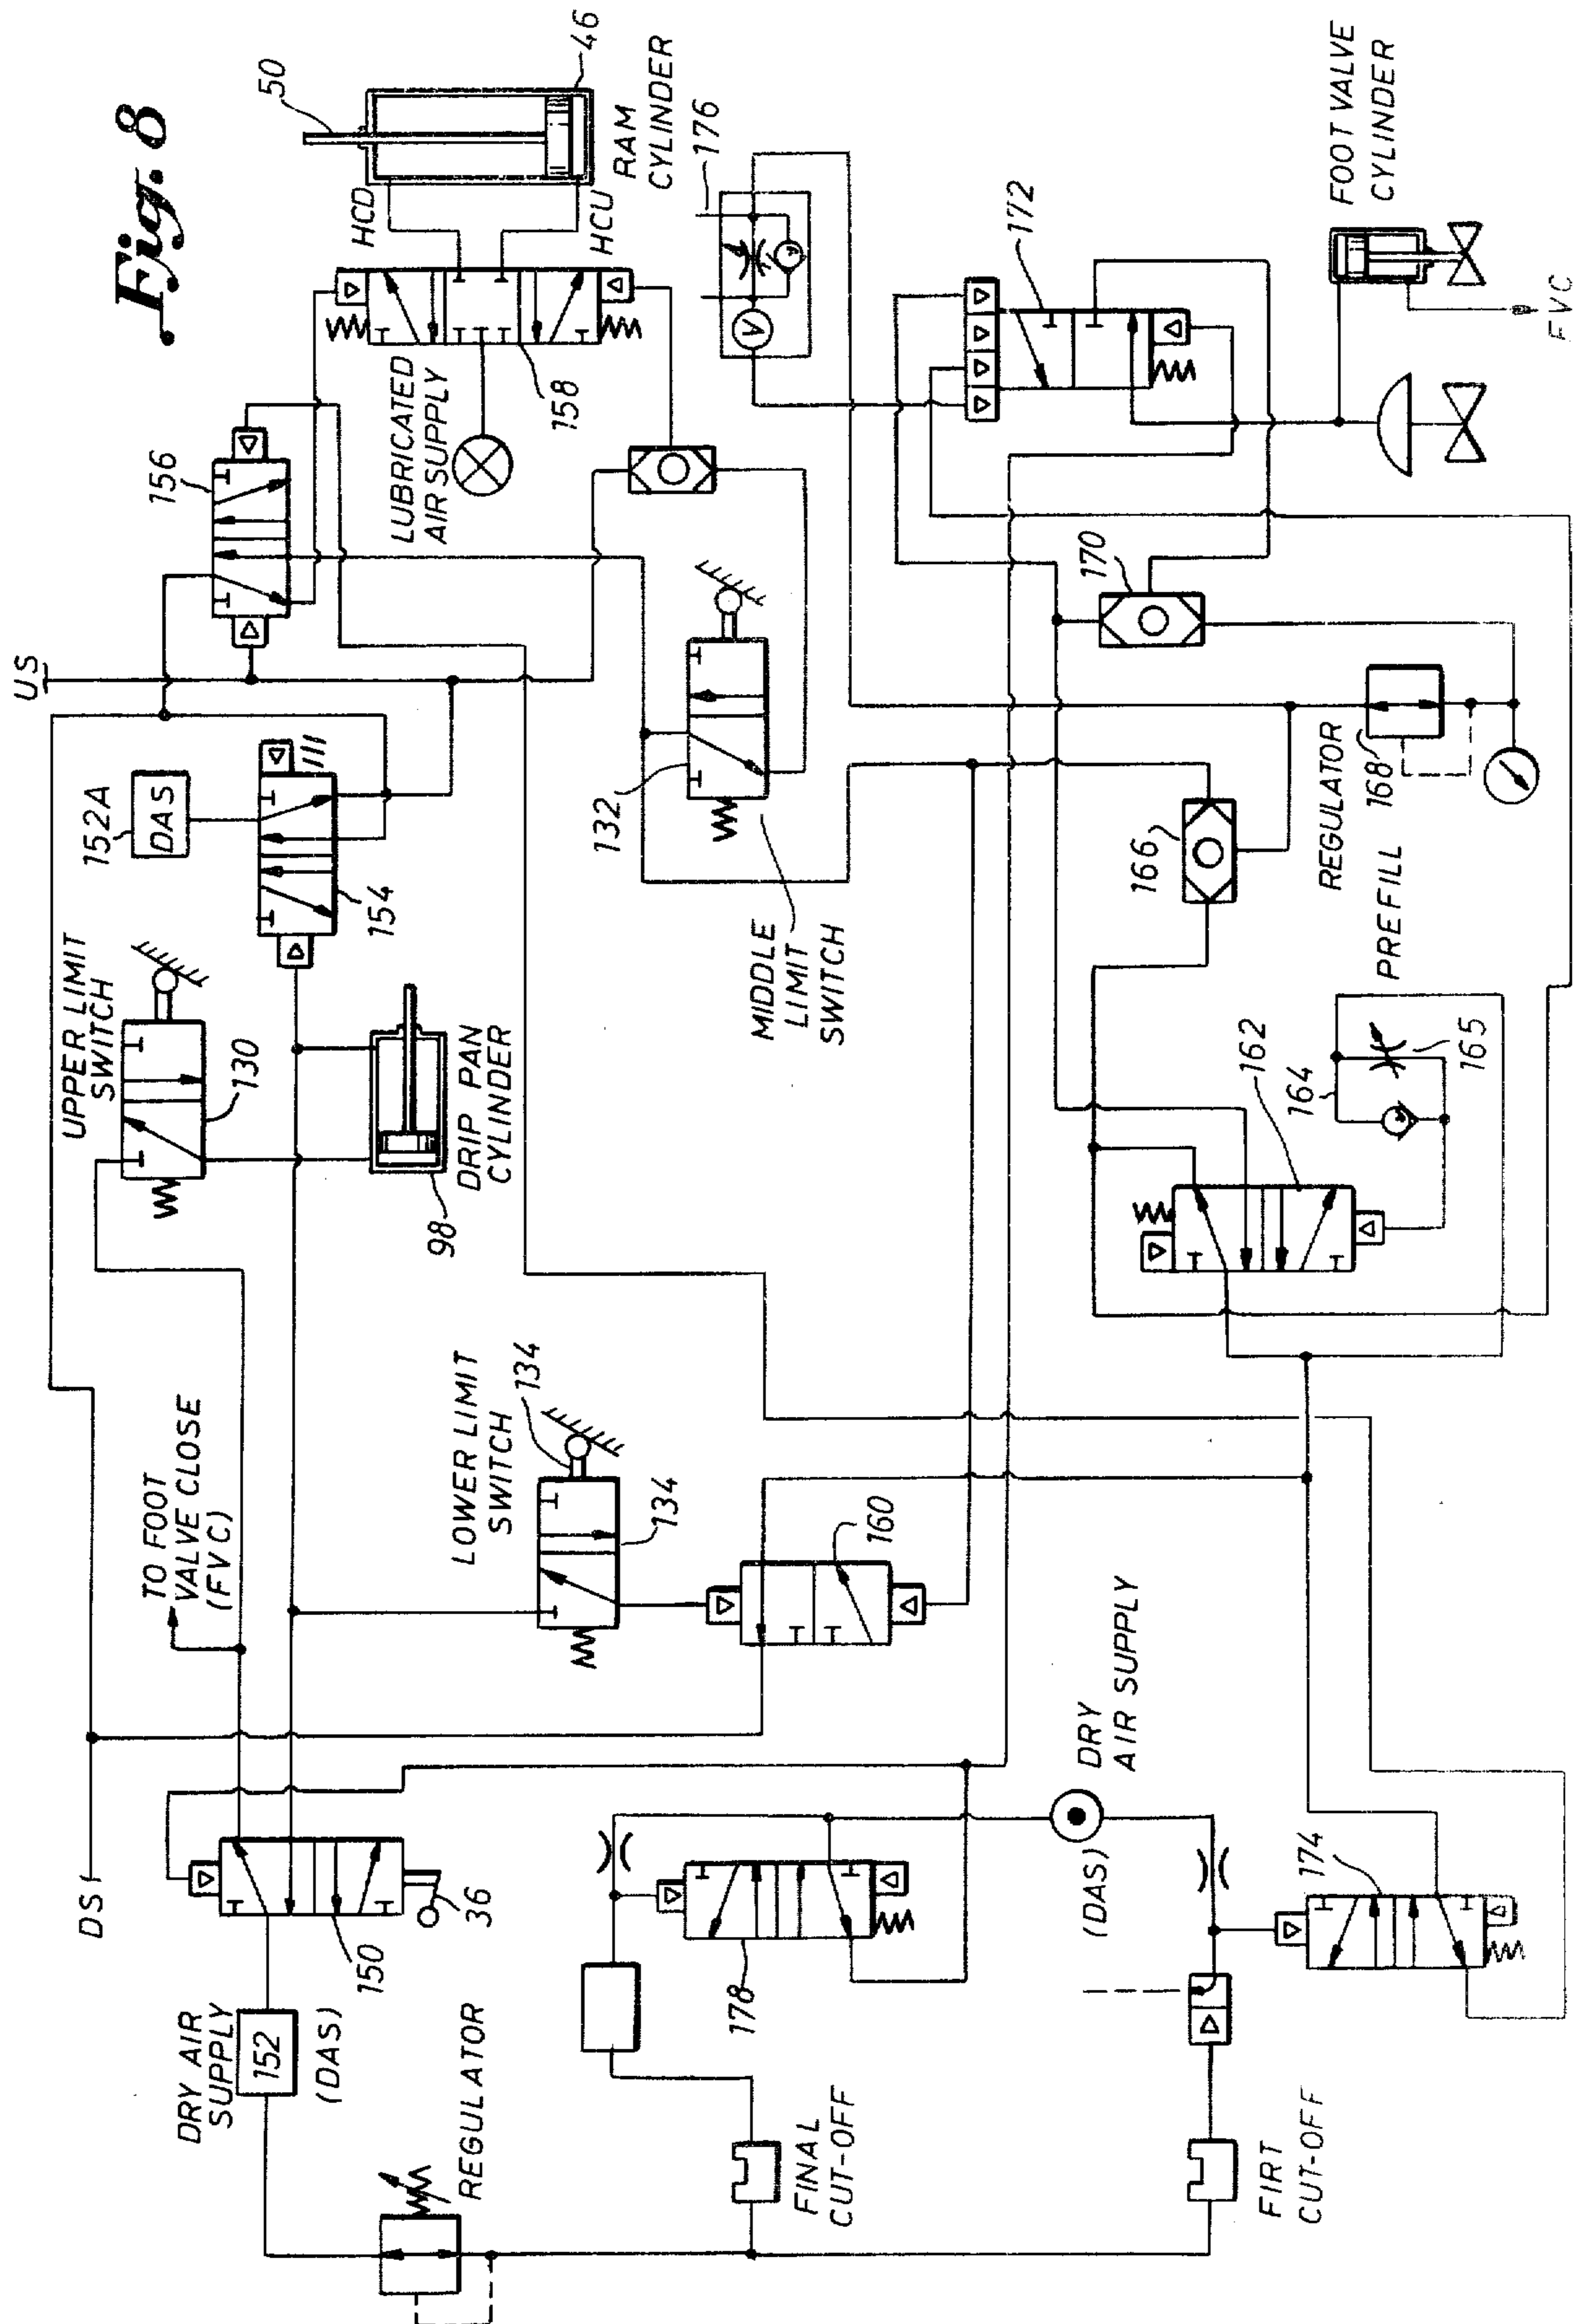 Fig. 8
50
46
RAM
CYLINDER
HCD
HCU
176
156
LUBRICATED
AIR SUPPLY
158
V
172
FOOT VALVE
CYLINDER
FVC
US
152A
DAS
154
132
MIDDLE
LIMIT
SWITCH
170
166
REGULATOR
168
PREFILL
UPPER LIMIT
SWITCH
130
98
DRIP PAN
CYLINDER
162
164
165
TO FOOT
VALVE CLOSE
(FVC)
LOWER LIMIT
SWITCH
134
134
160
DS
36
150
DRY AIR
SUPPLY
152
(DAS)
REGULATOR
178
DRY
AIR SUPPLY
(DAS)
174
FINAL
CUT-OFF
FIRT
CUT-OFF